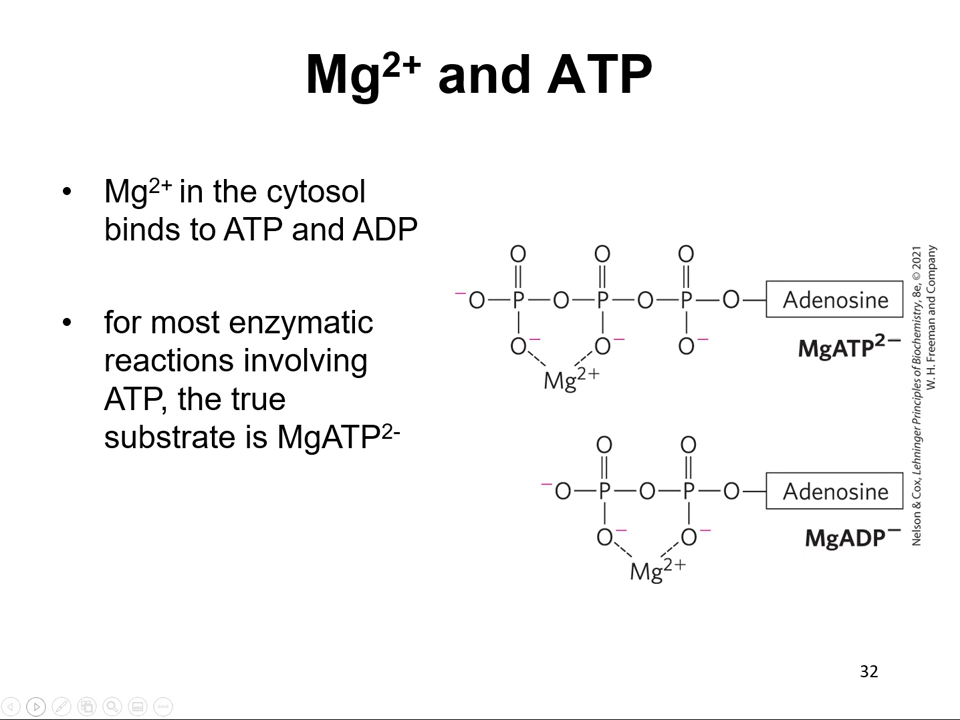 Mg²⁺ and ATP
• Mg²⁺ in the cytosol
binds to ATP and ADP
• for most enzymatic
reactions involving
ATP, the true
substrate is MgATP²⁻
O O O
⁻O—P—O—P—O—P—O—Adenosine
O⁻ O⁻ O⁻
MgATP²⁻
Mg²⁺
O O
⁻O—P—O—P—O—Adenosine
O⁻ O⁻
MgADP⁻
Mg²⁺
Nelson & Cox, Lehninger Principles of Biochemistry, 8e, © 2021
W. H. Freeman and Company
32